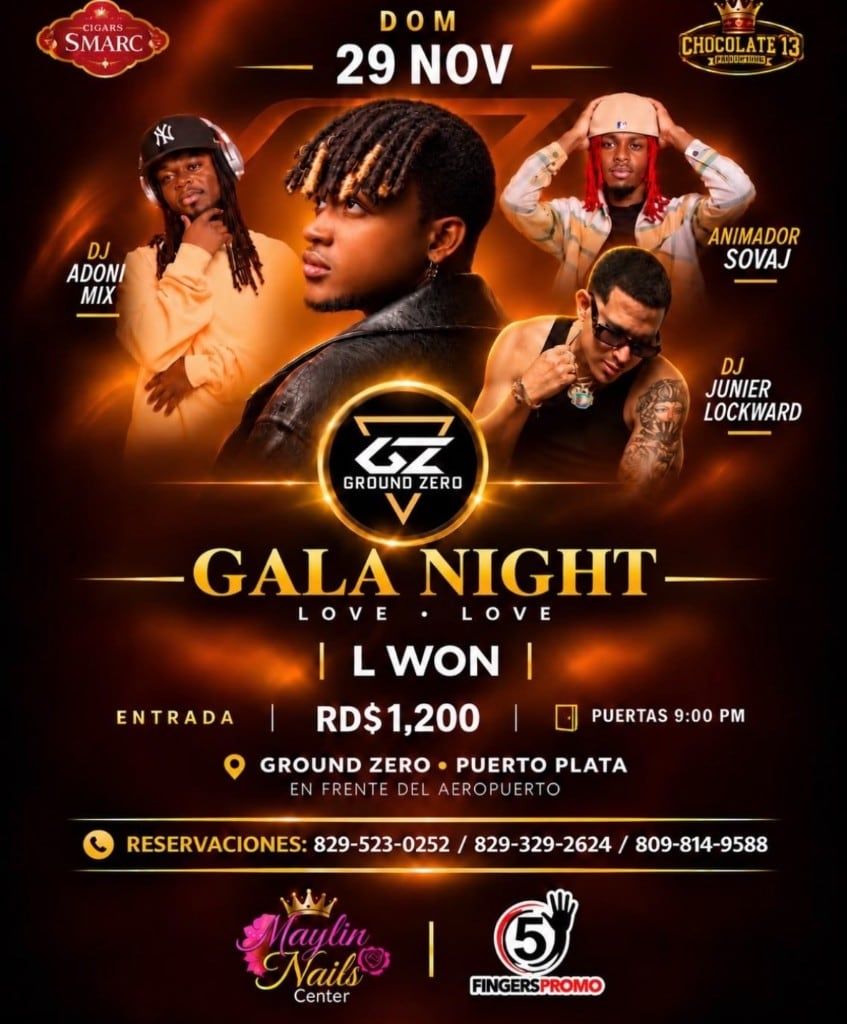 CIGARS
SMARC
DOM
29 NOV
CHOCOLATE 13
PRODUCTIONS
NY
DJ
ADONI
MIX
ANIMADOR
SOVAJ
DJ
JUNIER
LOCKWARD
GZ
GROUND ZERO
GALA NIGHT
LOVE • LOVE
| L WON |
ENTRADA | RD$1,200 | PUERTAS 9:00 PM
GROUND ZERO • PUERTO PLATA
EN FRENTE DEL AEROPUERTO
RESERVACIONES: 829-523-0252 / 829-329-2624 / 809-814-9588
Maylin
Nails
Center
5
FINGERSPROMO